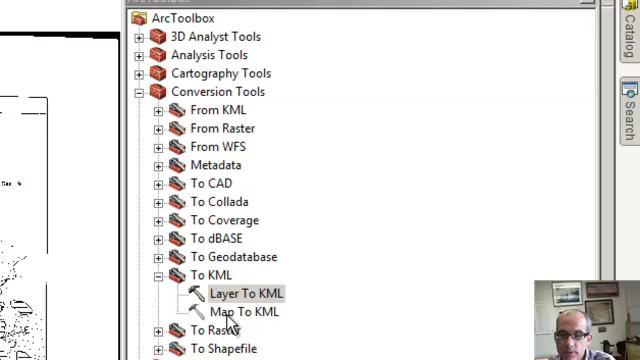 ArcToolbox
3D Analyst Tools
Analysis Tools
Cartography Tools
Conversion Tools
From KML
From Raster
From WFS
Metadata
To CAD
To Collada
To Coverage
To dBASE
To Geodatabase
To KML
Layer To KML
Map To KML
To Raster
To Shapefile
Catalog
Search